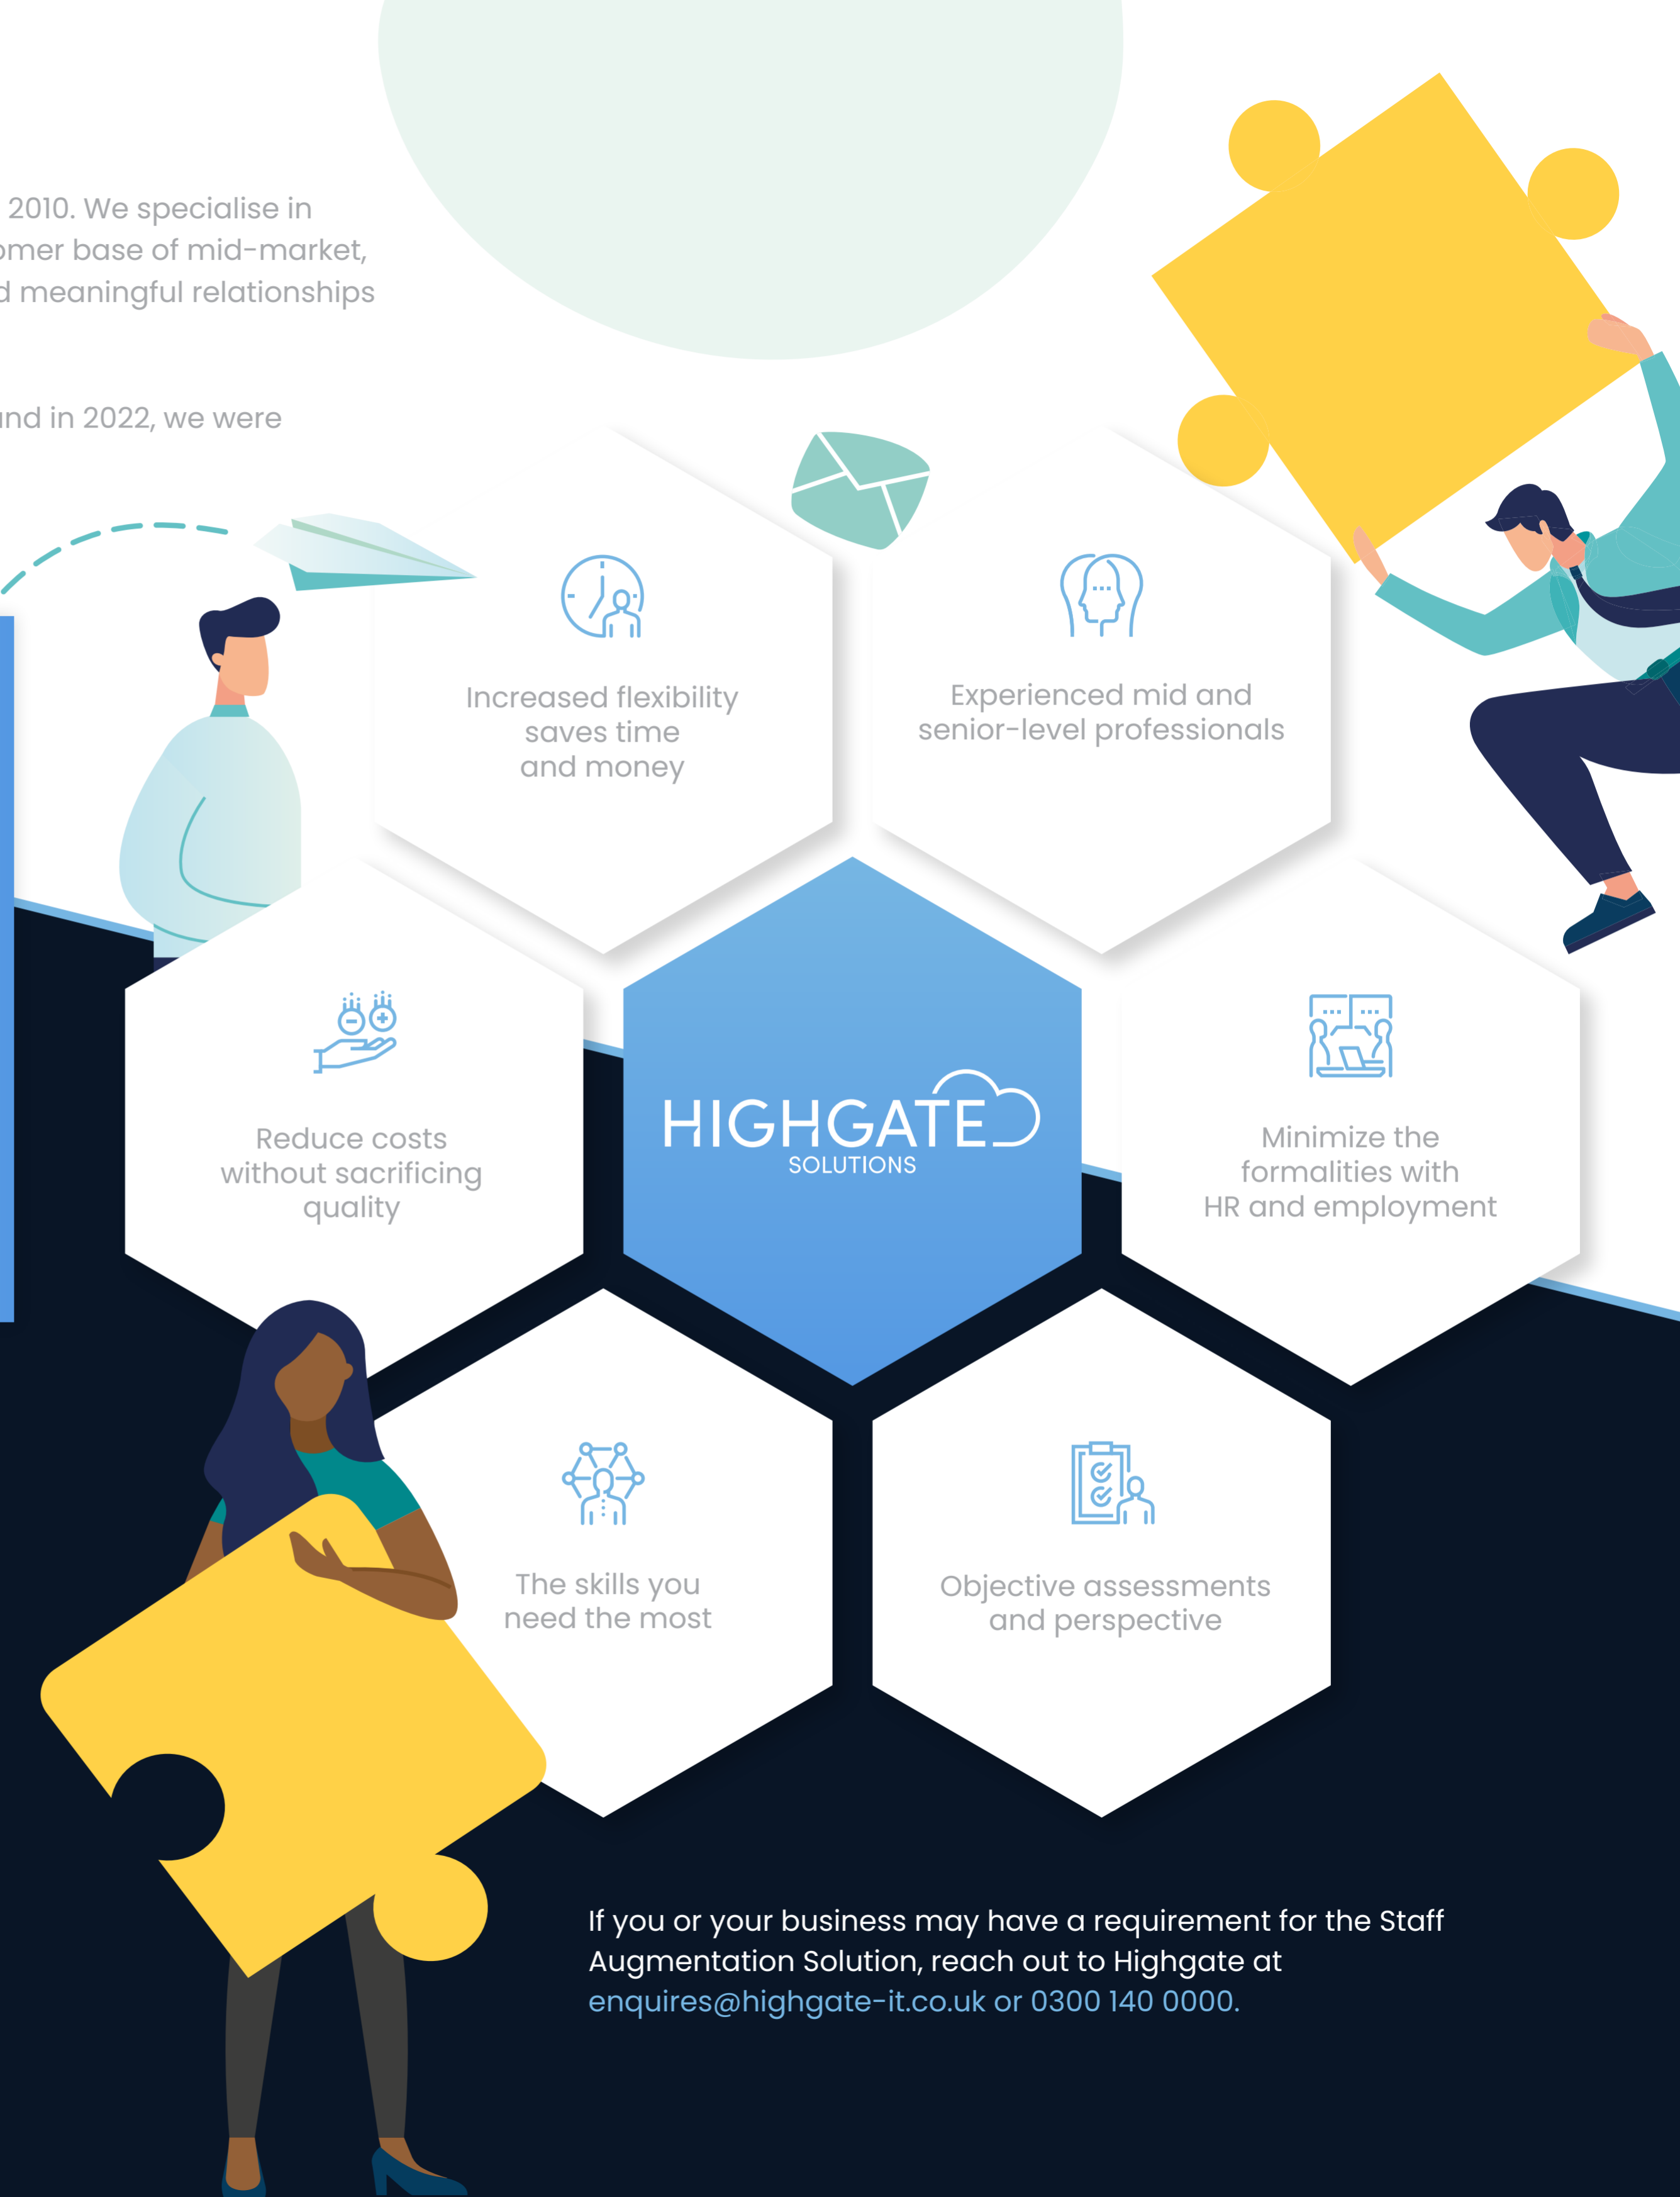 2010. We specialise in
base of mid-market,
meaningful relationships
in 2022, we were
Increased flexibility
saves time
and money
Experienced mid and
senior-level professionals
Reduce costs
without sacrificing
quality
HIGHGATE
SOLUTIONS
Minimize the
formalities with
HR and employment
The skills you
need the most
Objective assessments
and perspective
If you or your business may have a requirement for the Staff
Augmentation Solution, reach out to Highgate at
enquires@highgate-it.co.uk or 0300 140 0000.